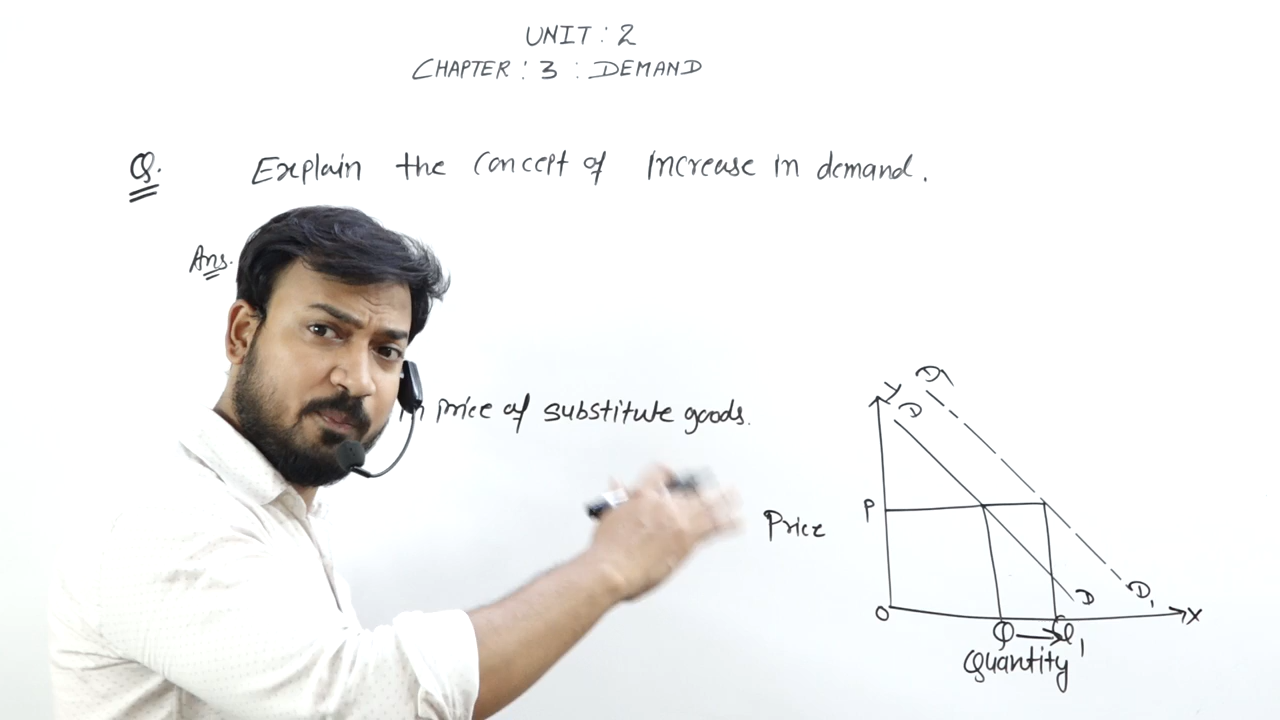 UNIT : 2
CHAPTER : 3 : DEMAND
Q. Explain the concept of increase in demand.
Ans.
in price of substitute goods.
Y
D1
D
P
Price
O
D
D1
X
Q → Q1
Quantity